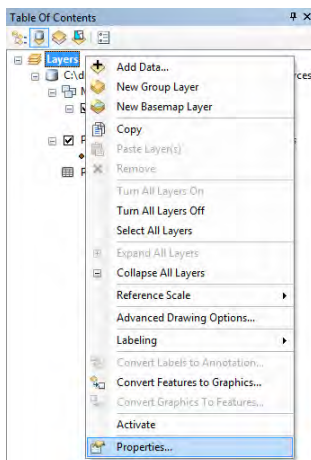 Table Of Contents
Layers
C:\d
rces
Add Data...
New Group Layer
New Basemap Layer
Copy
Paste Layer(s)
Remove
Turn All Layers On
Turn All Layers Off
Select All Layers
Expand All Layers
Collapse All Layers
Reference Scale
Advanced Drawing Options...
Labeling
Convert Labels to Annotation...
Convert Features to Graphics...
Convert Graphics To Features...
Activate
Properties...